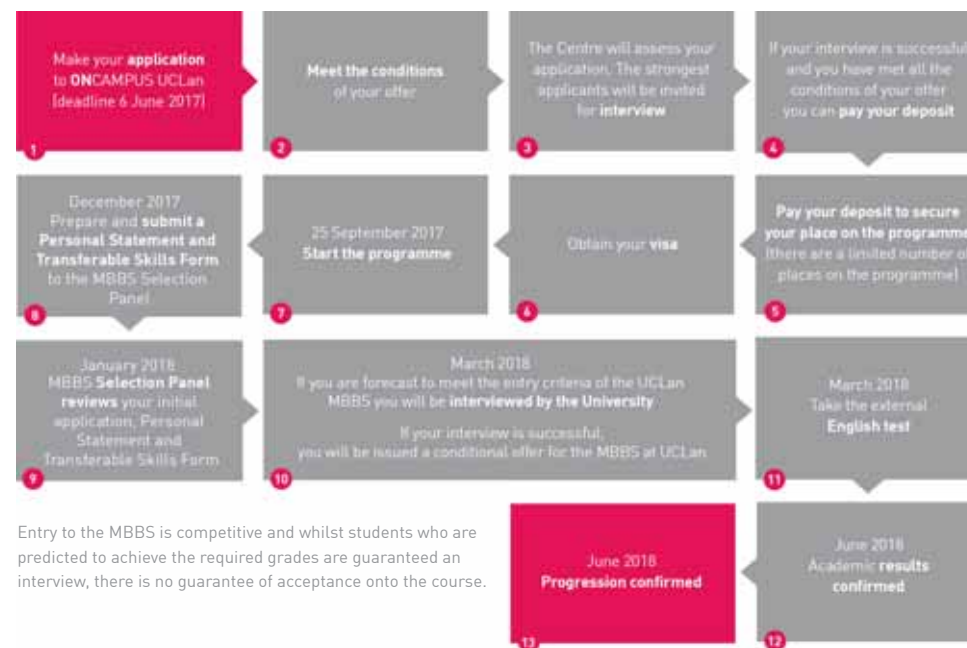 Make your application
to ONCAMPUS UCLan
(deadline 6 June 2017)
1
Meet the conditions
of your offer
2
The Centre will assess your
application. The strongest
applicants will be invited
for interview
3
If your interview is successful
and you have met all the
conditions of your offer
you can pay your deposit
4
Pay your deposit to secure
your place on the programme
(there are a limited number of
places on the programme)
5
Obtain your visa
6
25 September 2017
Start the programme
7
December 2017
Prepare and submit a
Personal Statement and
Transferable Skills Form
to the MBBS Selection
Panel
8
January 2018
MBBS Selection Panel
reviews your initial
application, Personal
Statement and
Transferable Skills Form
9
March 2018
If you are forecast to meet the entry criteria of the UCLan
MBBS you will be interviewed by the University
If your interview is successful,
you will be issued a conditional offer for the MBBS at UCLan
10
March 2018
Take the external
English test
11
June 2018
Academic results
confirmed
12
June 2018
Progression confirmed
13
Entry to the MBBS is competitive and whilst students who are
predicted to achieve the required grades are guaranteed an
interview, there is no guarantee of acceptance onto the course.